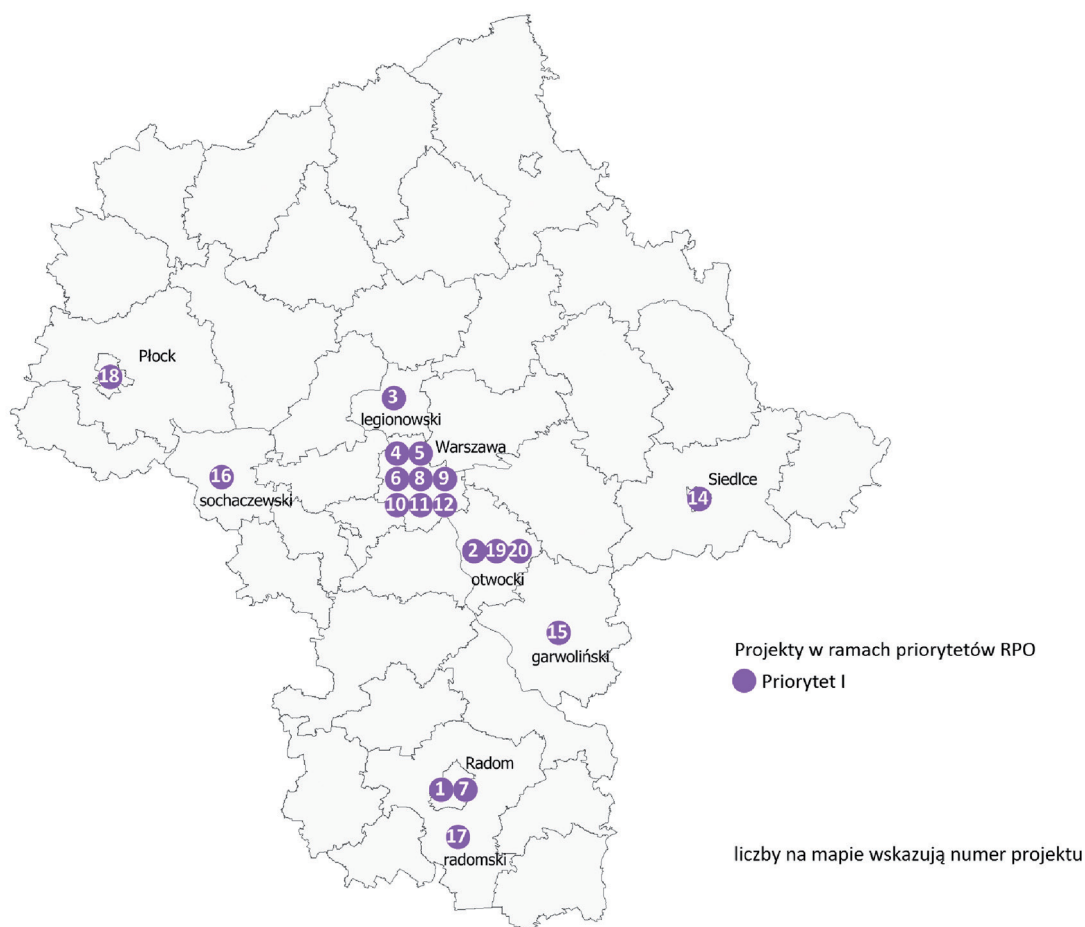 Płock
18
3
legionowski
4 5 Warszawa
6 8 9
10 11 12
16
sochaczewski
Siedlce
14
2 19 20
otwocki
15
garwoliński
Projekty w ramach priorytetów RPO
Priorytet I
Radom
1 7
17
radomski
liczby na mapie wskazują numer projektu